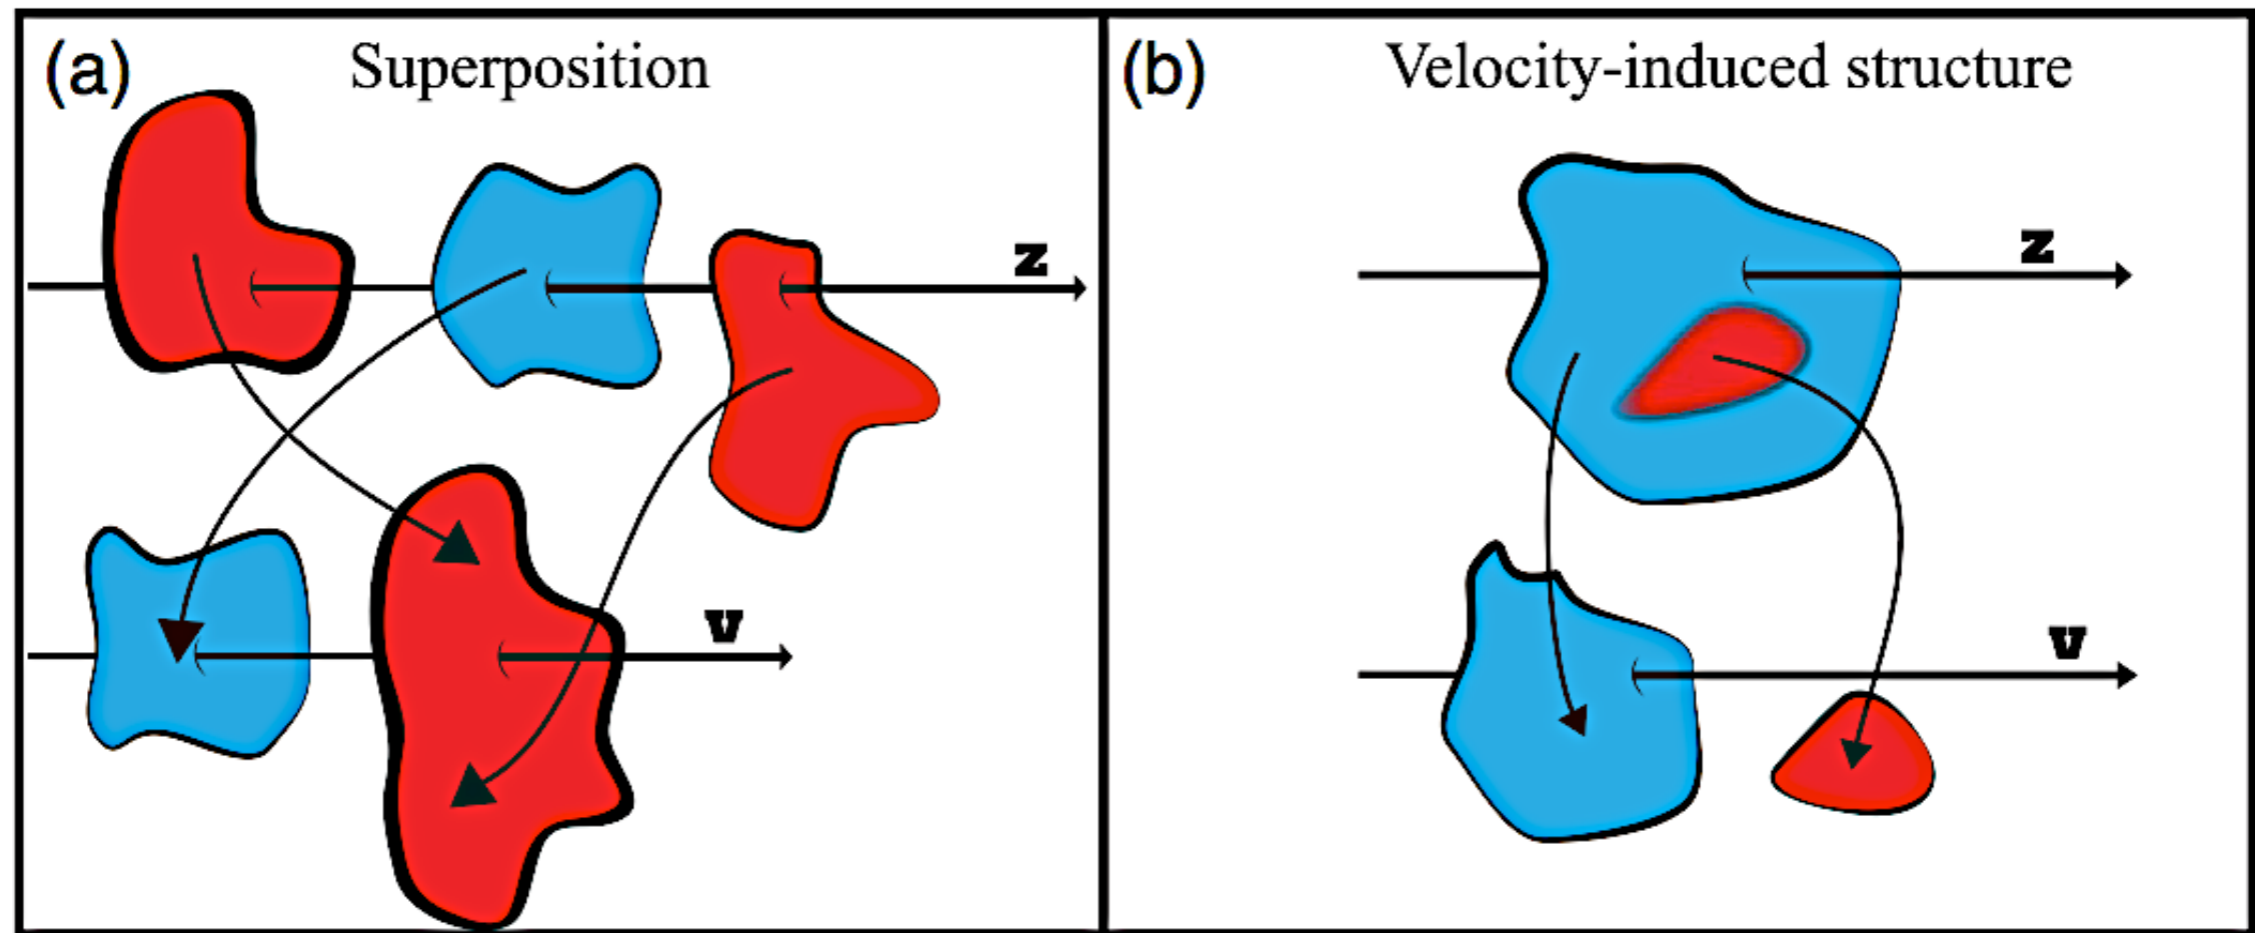 (a) Superposition
z
v
(b) Velocity-induced structure
z
v